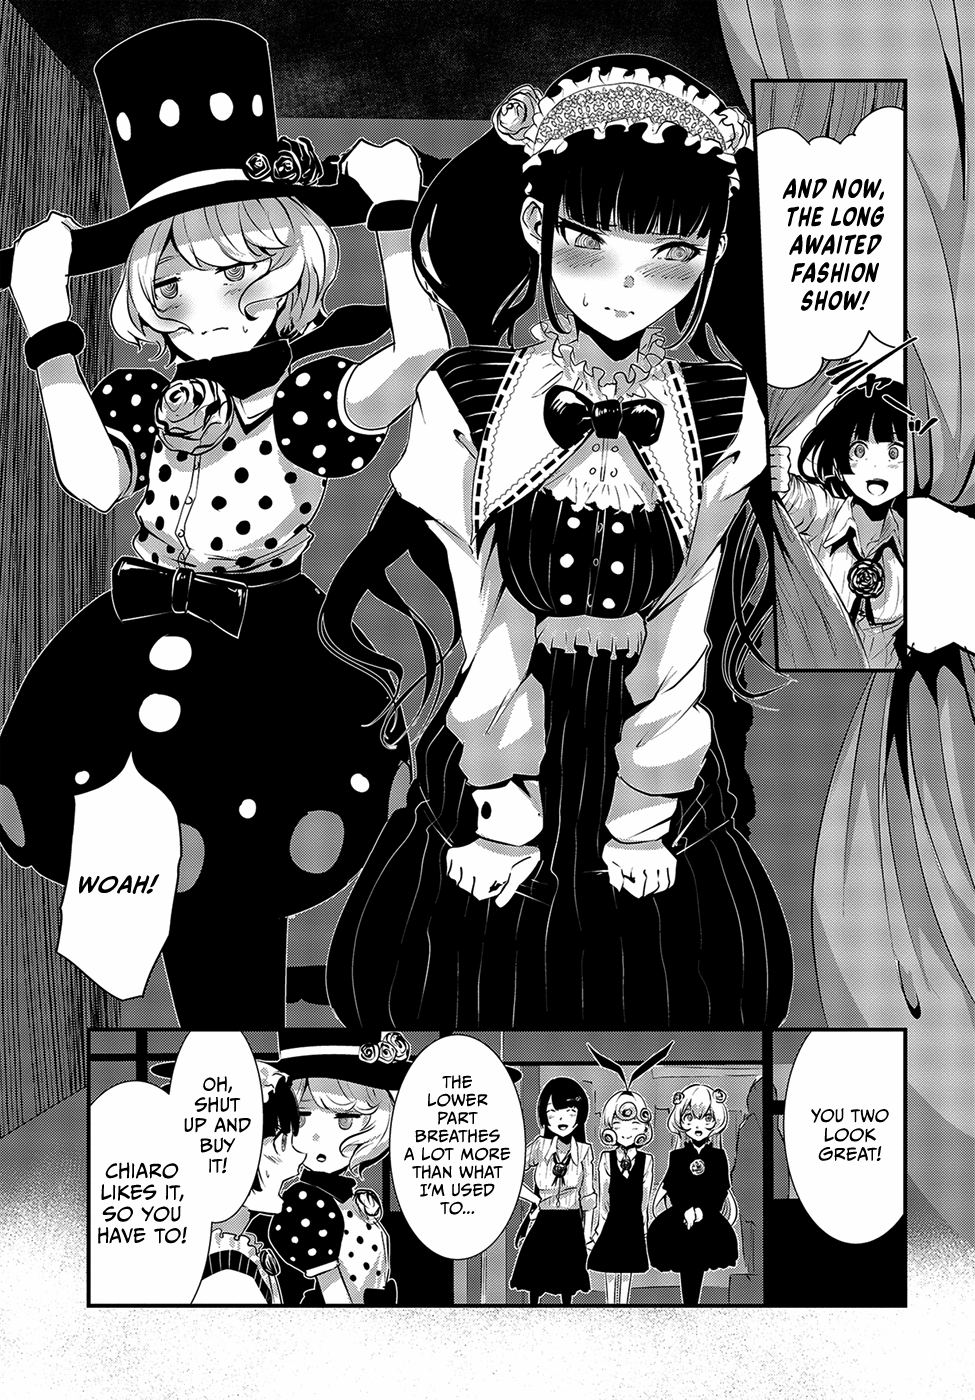 AND NOW,
THE LONG
AWAITED
FASHION
SHOW!
WOAH!
YOU TWO
LOOK
GREAT!
THE
LOWER
PART
BREATHES
A LOT MORE
THAN WHAT
I'M USED
TO...
OH,
SHUT
UP AND
BUY
IT!
CHIARO
LIKES IT,
SO YOU
HAVE TO!